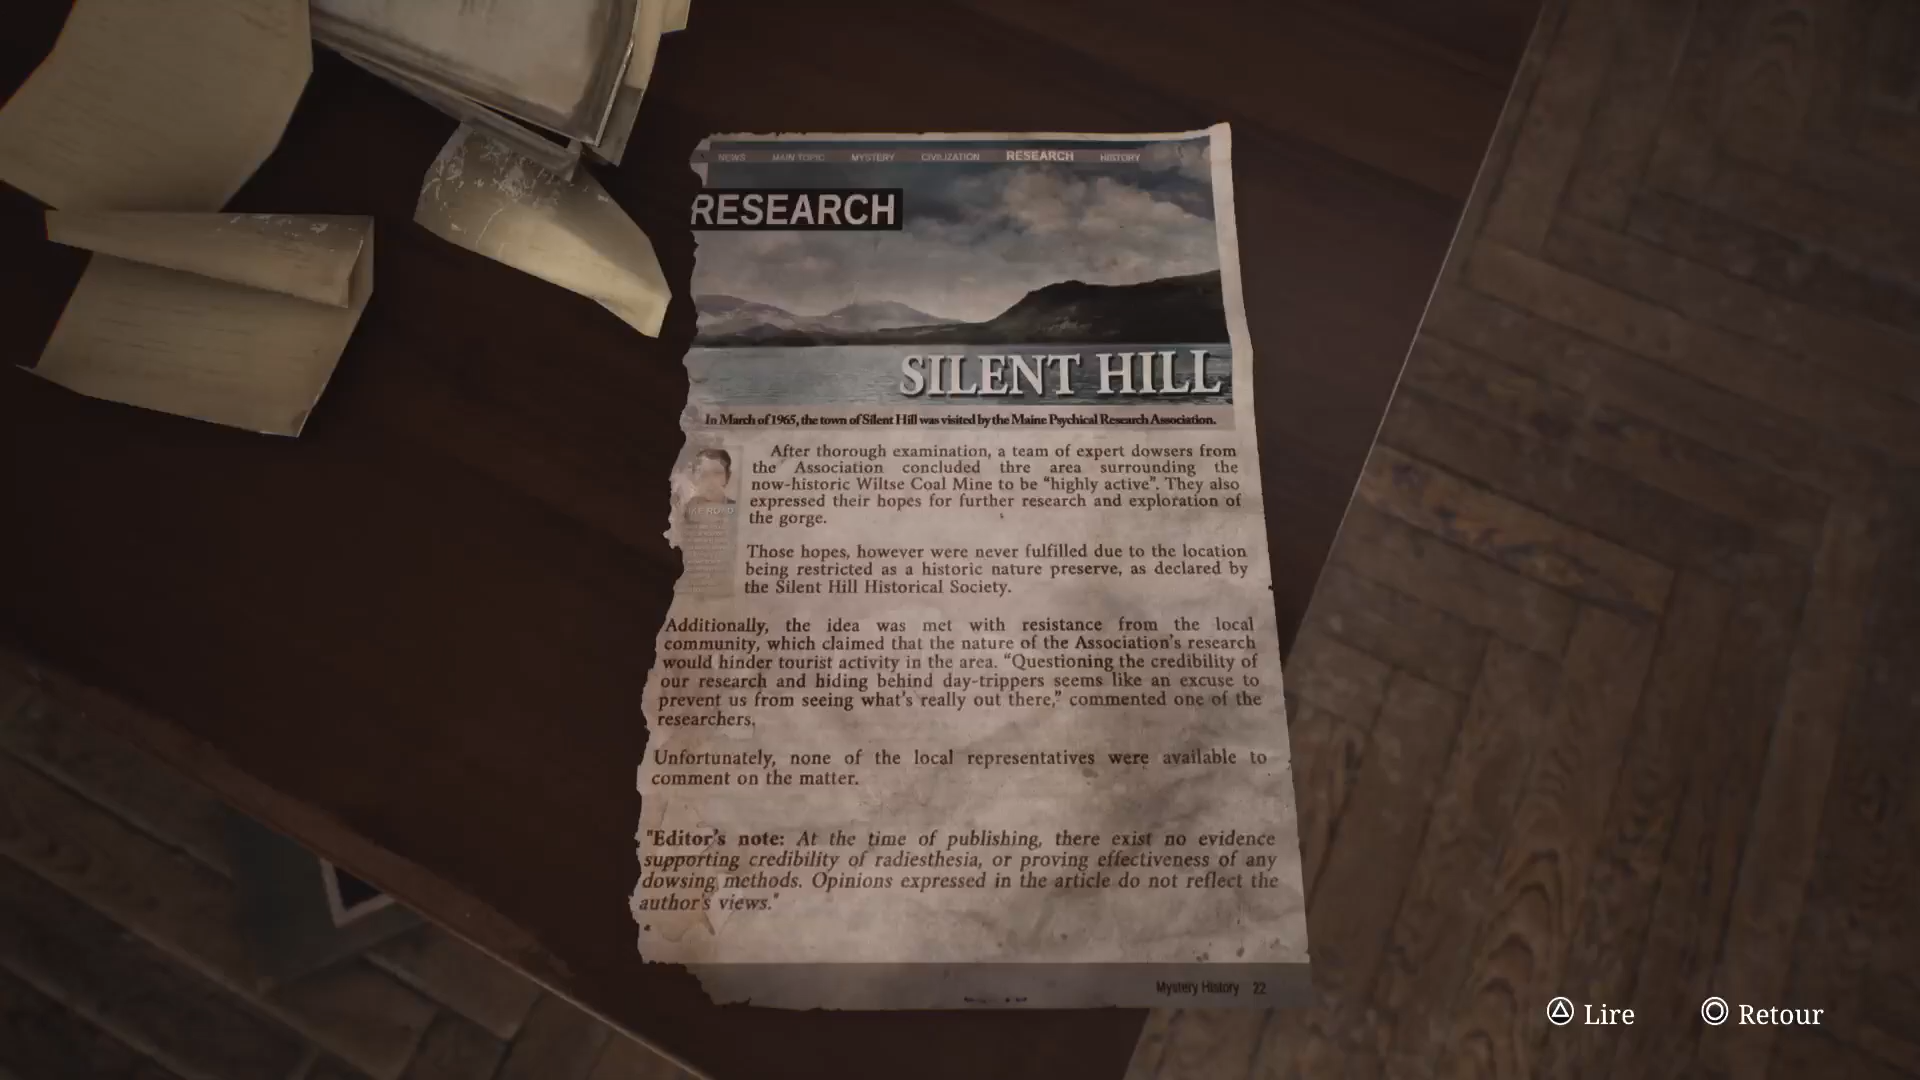 NEWS MAIN TOPIC MYSTERY CIVILIZATION RESEARCH HISTORY
RESEARCH
SILENT HILL
In March of 1965, the town of Silent Hill was visited by the Maine Psychical Research Association.
After thorough examination, a team of expert dowsers from
the Association concluded thre area surrounding the
now-historic Wiltse Coal Mine to be “highly active”. They also
expressed their hopes for further research and exploration of
the gorge.
Those hopes, however were never fulfilled due to the location
being restricted as a historic nature preserve, as declared by
the Silent Hill Historical Society.
Additionally, the idea was met with resistance from the local
community, which claimed that the nature of the Association's research
would hinder tourist activity in the area. “Questioning the credibility of
our research and hiding behind day-trippers seems like an excuse to
prevent us from seeing what's really out there,” commented one of the
researchers.
Unfortunately, none of the local representatives were available to
comment on the matter.
"Editor's note: At the time of publishing, there exist no evidence
supporting credibility of radiesthesia, or proving effectiveness of any
dowsing methods. Opinions expressed in the article do not reflect the
author's views."
Mystery History 22
Lire Retour